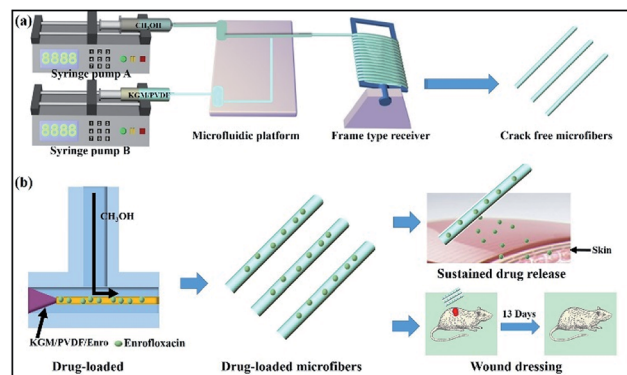 (a)
CH3OH
8888
Syringe pump A
KGM/PVDF
8888
Syringe pump B
Microfluidic platform
Frame type receiver
Crack free microfibers
(b)
CH3OH
KGM/PVDF/Enro
Enrofloxacin
Drug-loaded
Drug-loaded microfibers
Skin
Sustained drug release
13 Days
Wound dressing